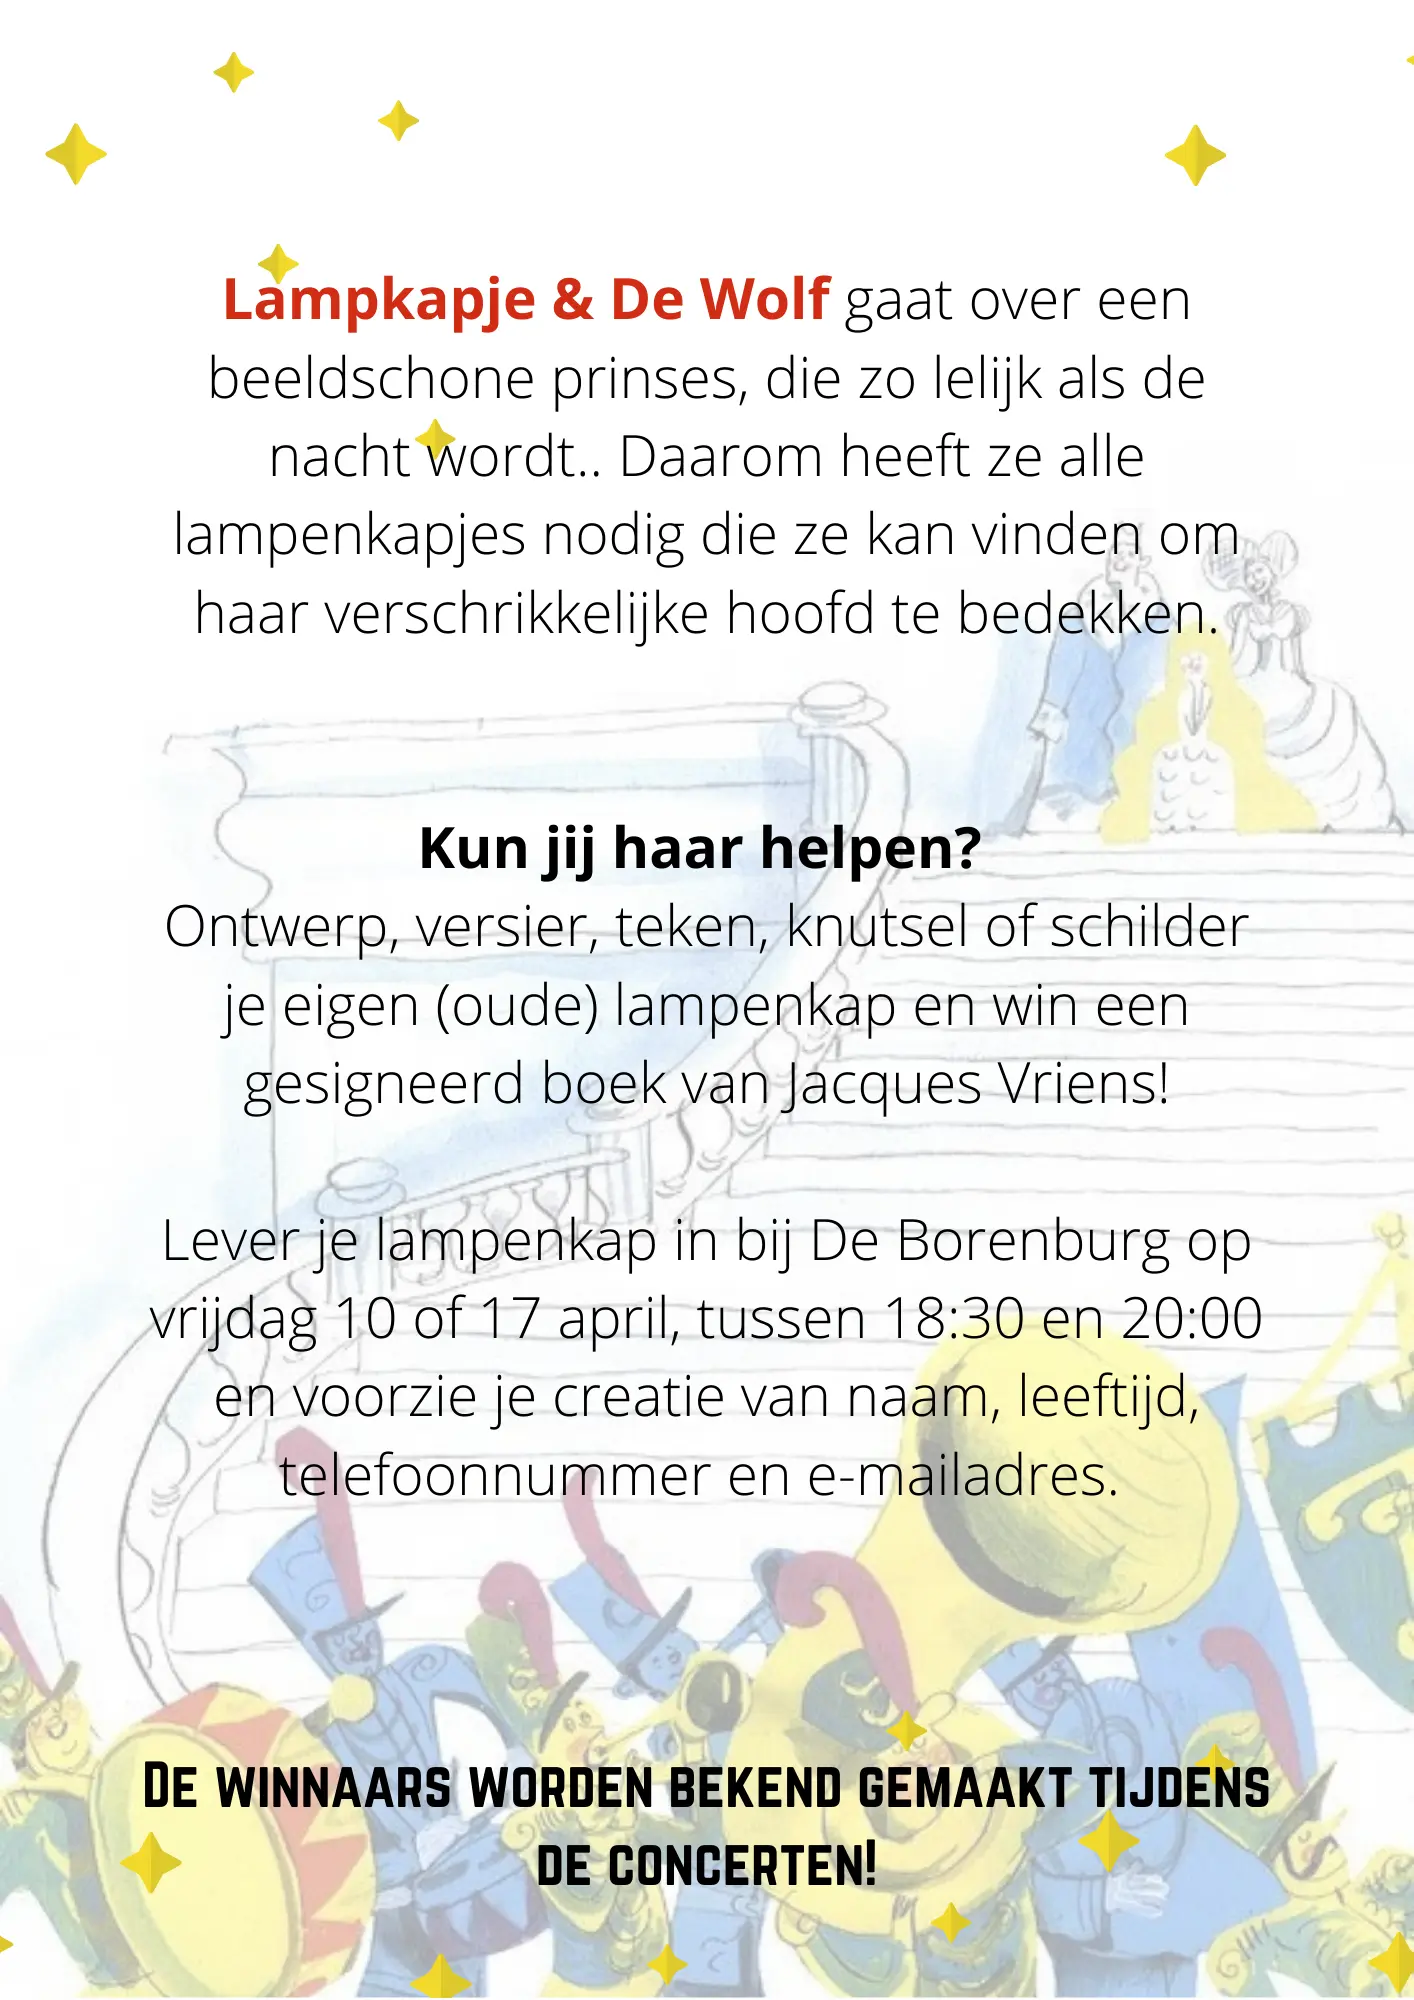 Lampkapje & De Wolf gaat over een
beeldschone prinses, die zo lelijk als de
nacht wordt.. Daarom heeft ze alle
lampenkapjes nodig die ze kan vinden om
haar verschrikkelijke hoofd te bedekken.
Kun jij haar helpen?
Ontwerp, versier, teken, knutsel of schilder
je eigen (oude) lampenkap en win een
gesigneerd boek van Jacques Vriens!
Lever je lampenkap in bij De Borenburg op
vrijdag 10 of 17 april, tussen 18:30 en 20:00
en voorzie je creatie van naam, leeftijd,
telefoonnummer en e-mailadres.
De winnaars worden bekend gemaakt tijdens
de concerten!